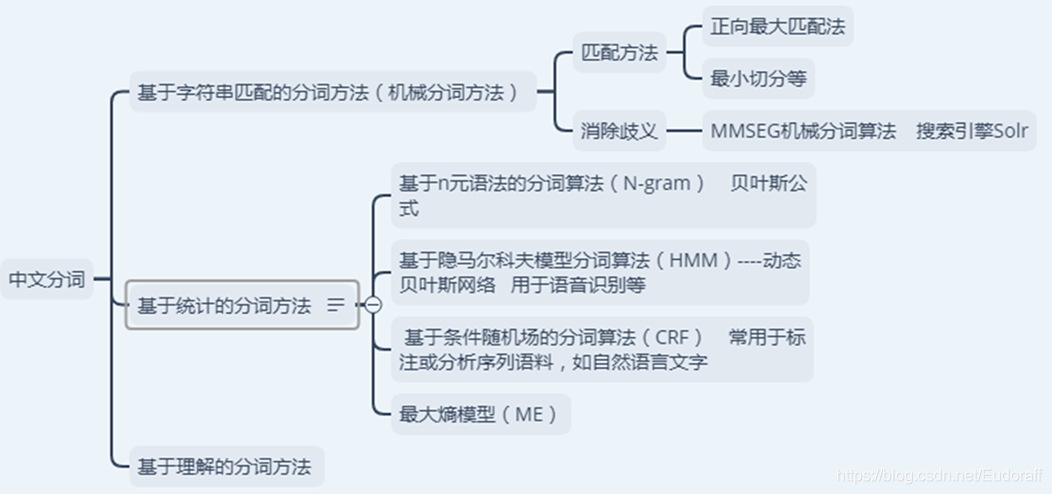 中文分词
基于字符串匹配的分词方法（机械分词方法）
匹配方法
正向最大匹配法
最小切分等
消除歧义
MMSEG机械分词算法 搜索引擎Solr
基于统计的分词方法
基于n元语法的分词算法（N-gram） 贝叶斯公
式
基于隐马尔科夫模型分词算法（HMM）----动态
贝叶斯网络 用于语音识别等
基于条件随机场的分词算法（CRF） 常用于标
注或分析序列语料，如自然语言文字
最大熵模型（ME）
基于理解的分词方法
https://blog.csdn.net/Eudoraff